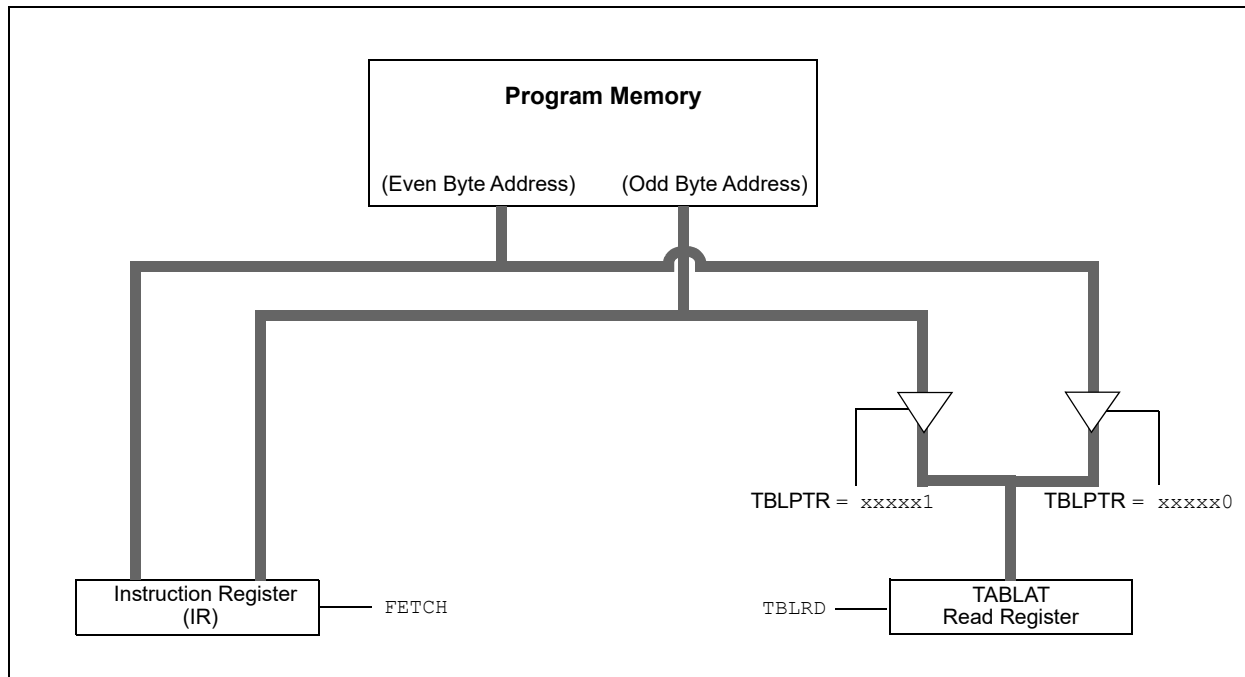 Program Memory
(Even Byte Address) (Odd Byte Address)
TBLPTR = xxxxx1 TBLPTR = xxxxx0
Instruction Register
(IR)
FETCH
TBLRD
TABLAT
Read Register